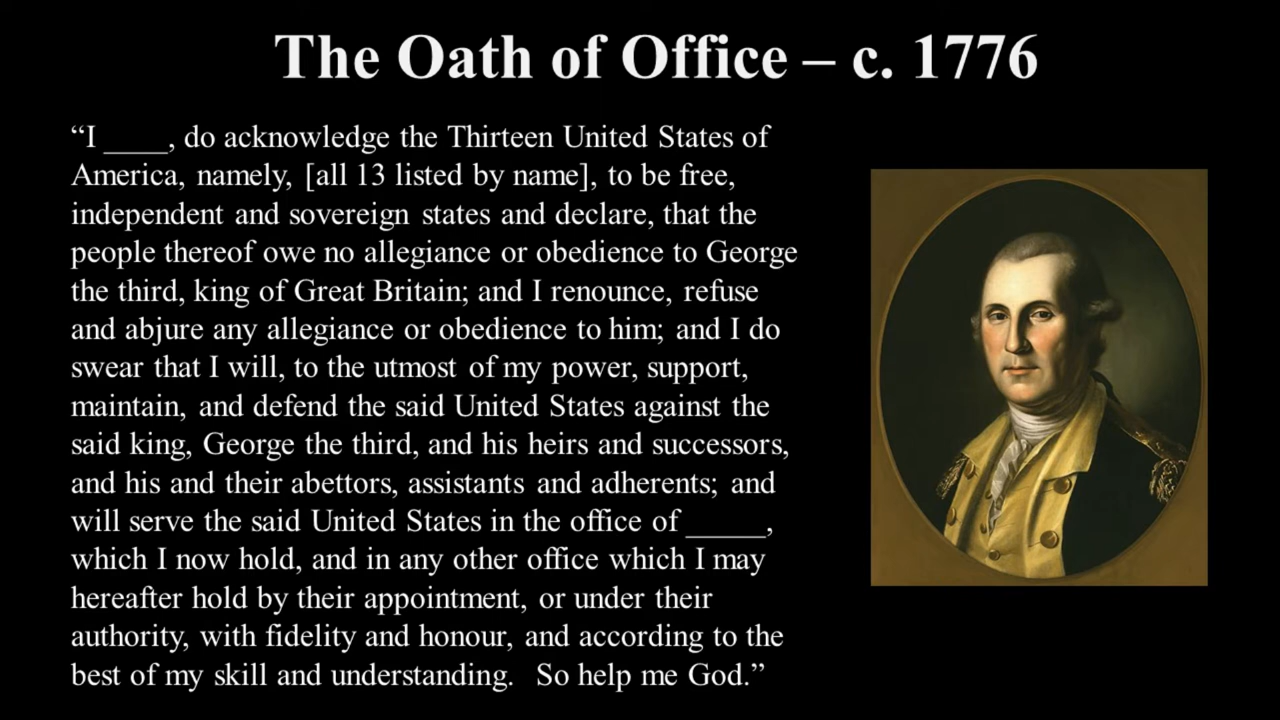 The Oath of Office – c. 1776
“I ____, do acknowledge the Thirteen United States of
America, namely, [all 13 listed by name], to be free,
independent and sovereign states and declare, that the
people thereof owe no allegiance or obedience to George
the third, king of Great Britain; and I renounce, refuse
and abjure any allegiance or obedience to him; and I do
swear that I will, to the utmost of my power, support,
maintain, and defend the said United States against the
said king, George the third, and his heirs and successors,
and his and their abettors, assistants and adherents; and
will serve the said United States in the office of _____,
which I now hold, and in any other office which I may
hereafter hold by their appointment, or under their
authority, with fidelity and honour, and according to the
best of my skill and understanding.  So help me God.”